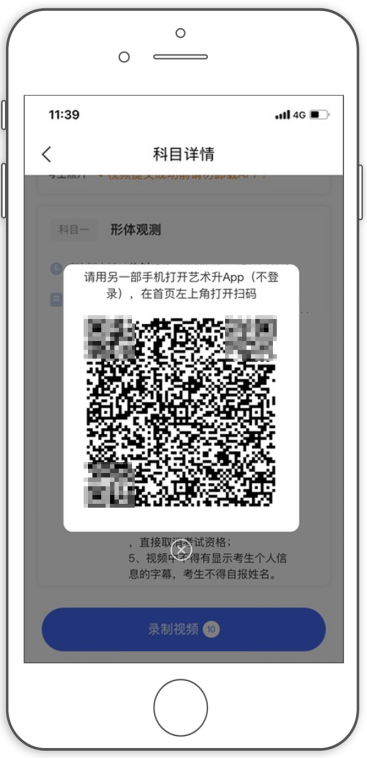 11:39
4G
科目详情
科目一 形体观测
请用另一部手机打开艺术升App（不登
录），在首页左上角打开扫码
，直接取消考试资格；
5、视频中不得有显示考生个人信
息的字幕，考生不得自报姓名。
录制视频 10